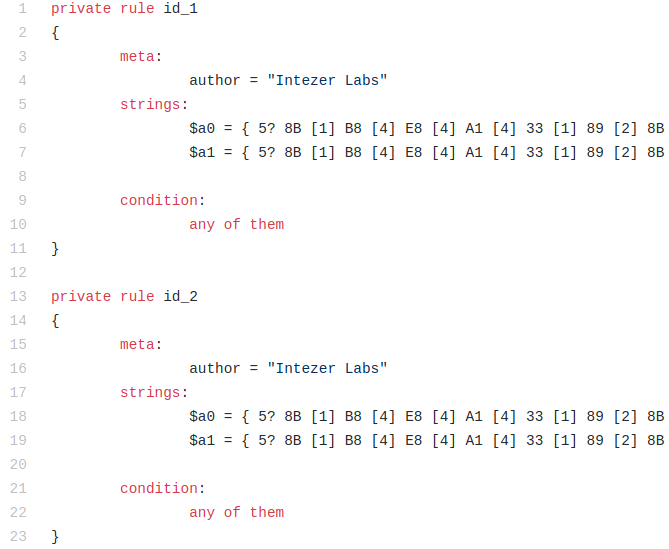 1 private rule id_1
2 {
3 meta:
4 author = "Intezer Labs"
5 strings:
6 $a0 = { 5? 8B [1] B8 [4] E8 [4] A1 [4] 33 [1] 89 [2] 8B
7 $a1 = { 5? 8B [1] B8 [4] E8 [4] A1 [4] 33 [1] 89 [2] 8B
8
9 condition:
10 any of them
11 }
12
13 private rule id_2
14 {
15 meta:
16 author = "Intezer Labs"
17 strings:
18 $a0 = { 5? 8B [1] B8 [4] E8 [4] A1 [4] 33 [1] 89 [2] 8B
19 $a1 = { 5? 8B [1] B8 [4] E8 [4] A1 [4] 33 [1] 89 [2] 8B
20
21 condition:
22 any of them
23 }